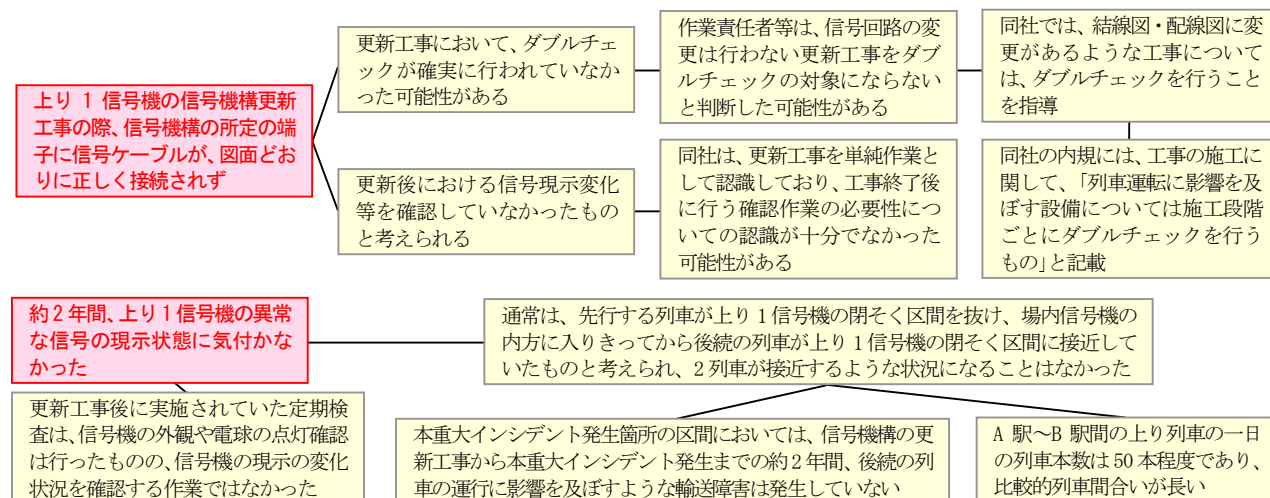 更新工事において、ダブルチェ
ックが確実に行われていなか
った可能性がある
作業責任者等は、信号回路の変
更は行わない更新工事をダブ
ルチェックの対象にならない
と判断した可能性がある
同社では、結線図・配線図に変
更があるような工事について
は、ダブルチェックを行うこと
を指導
上り 1 信号機の信号機構更新
工事の際、信号機構の所定の端
子に信号ケーブルが、図面どお
りに正しく接続されず
更新後における信号現示変化
等を確認していなかったもの
と考えられる
同社は、更新工事を単純作業と
して認識しており、工事終了後
に行う確認作業の必要性につ
いての認識が十分でなかった
可能性がある
同社の内規には、工事の施工に
関して、「列車運転に影響を及
ぼす設備については施工段階
ごとにダブルチェックを行う
もの」と記載
約2年間、上り1信号機の異常
な信号の現示状態に気付かな
かった
通常は、先行する列車が上り 1 信号機の閉そく区間を抜け、場内信号機の
内方に入りきってから後続の列車が上り 1 信号機の閉そく区間に接近して
いたものと考えられ、2 列車が接近するような状況になることはなかった
更新工事後に実施されていた定期検
査は、信号機の外観や電球の点灯確認
は行ったものの、信号機の現示の変化
状況を確認する作業ではなかった
本重大インシデント発生箇所の区間においては、信号機構の更
新工事から本重大インシデント発生までの約2年間、後続の列
車の運行に影響を及ぼすような輸送障害は発生していない
A 駅～B 駅間の上り列車の一日
の列車本数は 50 本程度であり、
比較的列車間合いが長い